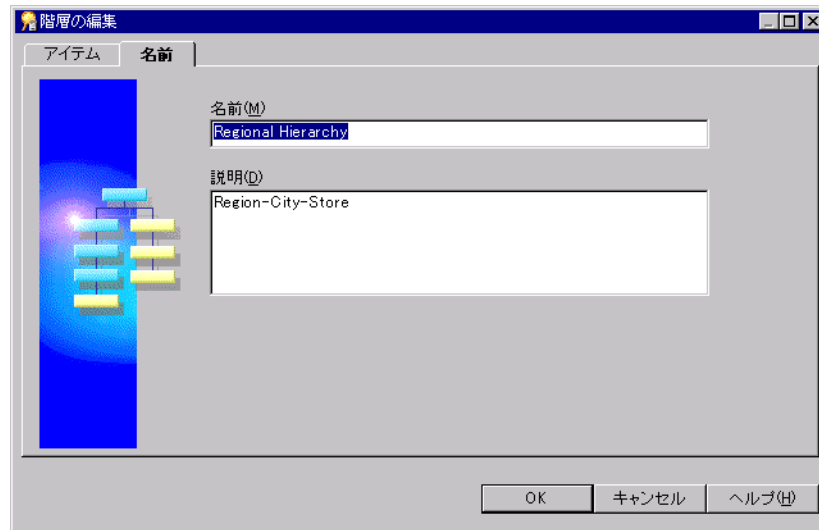 階層の編集
アイテム 名前
名前(M)
Regional Hierarchy
説明(D)
Region-City-Store
OK キャンセル ヘルプ(H)